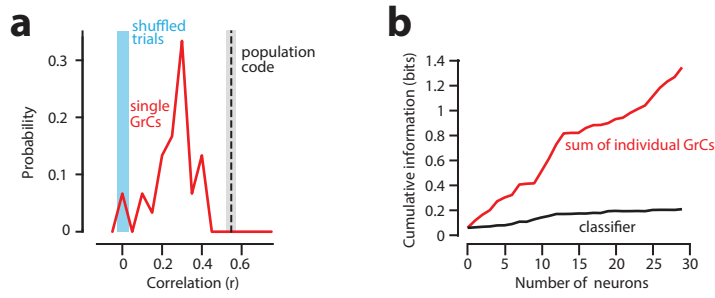 a
shuffled
trials
population
code
single
GrCs
0.3
0.2
0.1
0
Probability
0 0.2 0.4 0.6
Correlation (r)
b
1.4
1.2
1
0.8
0.6
0.4
0.2
0
Cumulative information (bits)
sum of individual GrCs
classifier
0 5 10 15 20 25 30
Number of neurons